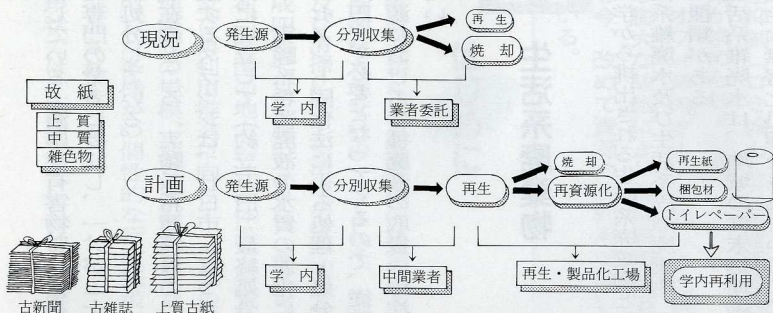 現況
発生源
分別収集
再生
焼却
学内
業者委託
故紙
上質
中質
雑色物
計画
発生源
分別収集
再生
焼却
再資源化
再生紙
梱包材
トイレペーパー
学内
中間業者
再生・製品化工場
学内再利用
古新聞
古雑誌
上質古紙